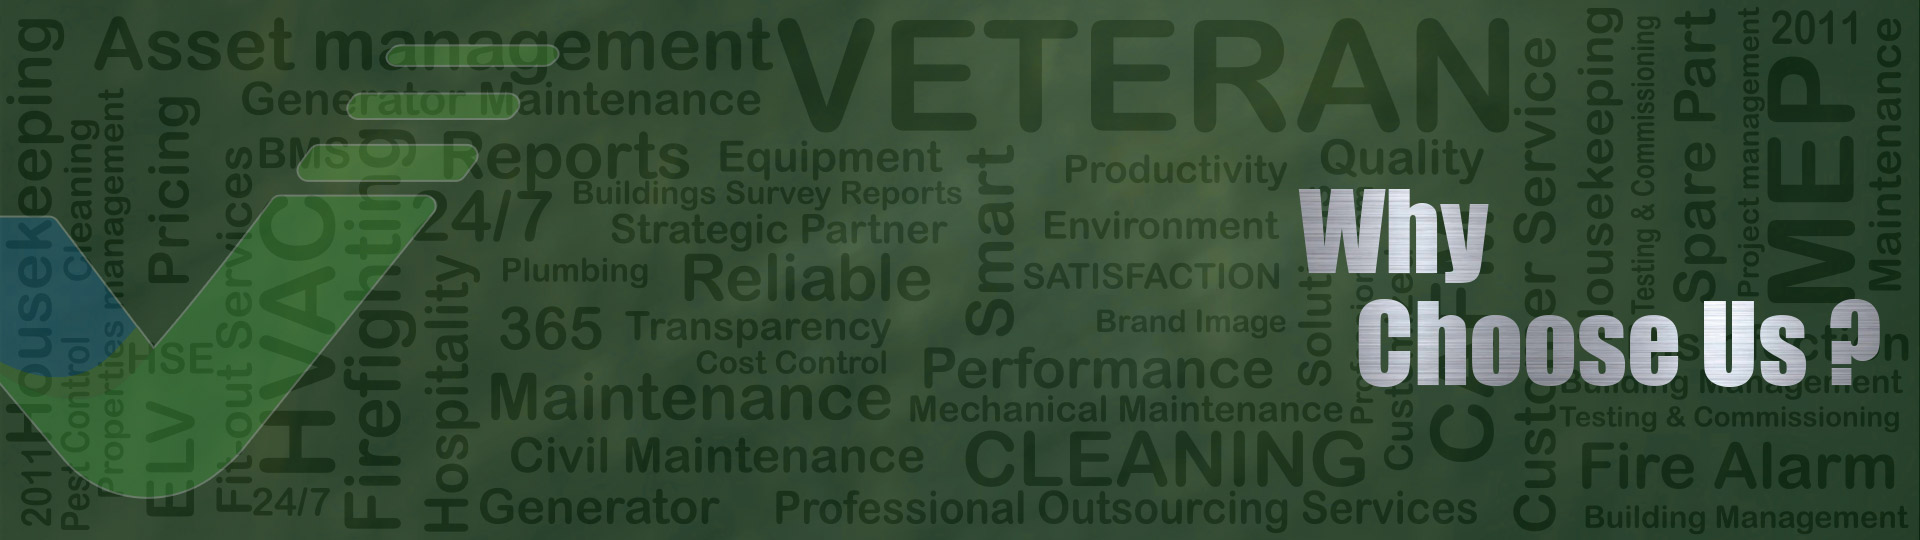 Housekeeping
2011
Cleaning
Pest Control
Properties management
Pricing
ELV
HSE
Asset management
Generator Maintenance
BMS
Reports
24/7
Fit-out Services
24/7
HVAC
Firefighting
Hospitality
VETERAN
Equipment
Buildings Survey Reports
Strategic Partner
Plumbing
Reliable
365
Transparency
Cost Control
Maintenance
Civil Maintenance
Generator
Smart
Productivity
Quality
Environment
SATISFACTION
Brand Image
Performance
Mechanical Maintenance
CLEANING
Professional Outsourcing Services
Customer Service
Housekeeping
Testing & Commissioning
Spare Part
Project management
2011
MEP
Maintenance
Why
Choose Us ?
Building Management
Testing & Commissioning
Fire Alarm
Building Management